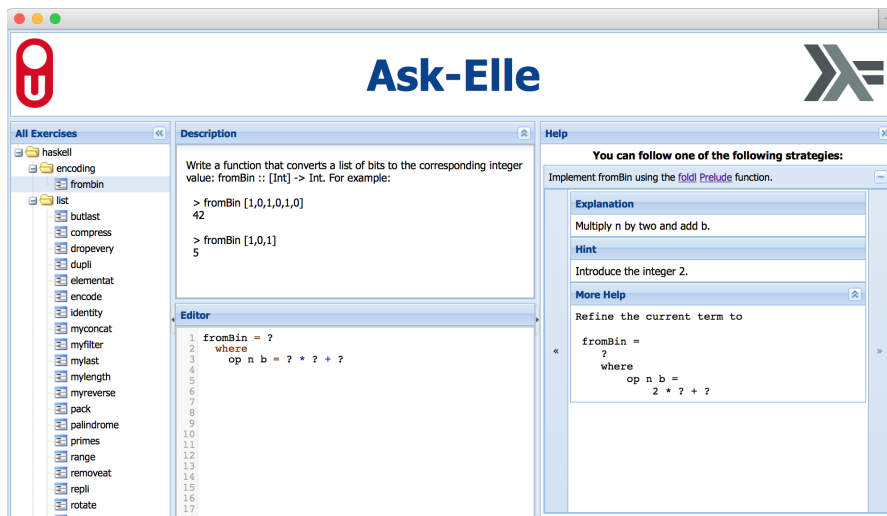 Ask-Elle
All Exercises
haskell
encoding
frombin
list
butlast
compress
dropevery
dupli
elementat
encode
identity
myconcat
myfilter
mylast
mylength
myreverse
pack
palindrome
primes
range
removeat
repli
rotate
Description
Write a function that converts a list of bits to the corresponding integer
value: fromBin :: [Int] -> Int. For example:
> fromBin [1,0,1,0,1,0]
42
> fromBin [1,0,1]
5
Editor
1 fromBin = ?
2   where
3     op n b = ? * ? + ?
4
5
6
7
8
9
10
11
12
13
14
15
16
17
Help
You can follow one of the following strategies:
Implement fromBin using the foldl Prelude function.
Explanation
Multiply n by two and add b.
Hint
Introduce the integer 2.
More Help
Refine the current term to
fromBin =
?
where
op n b =
2 * ? + ?
«
»